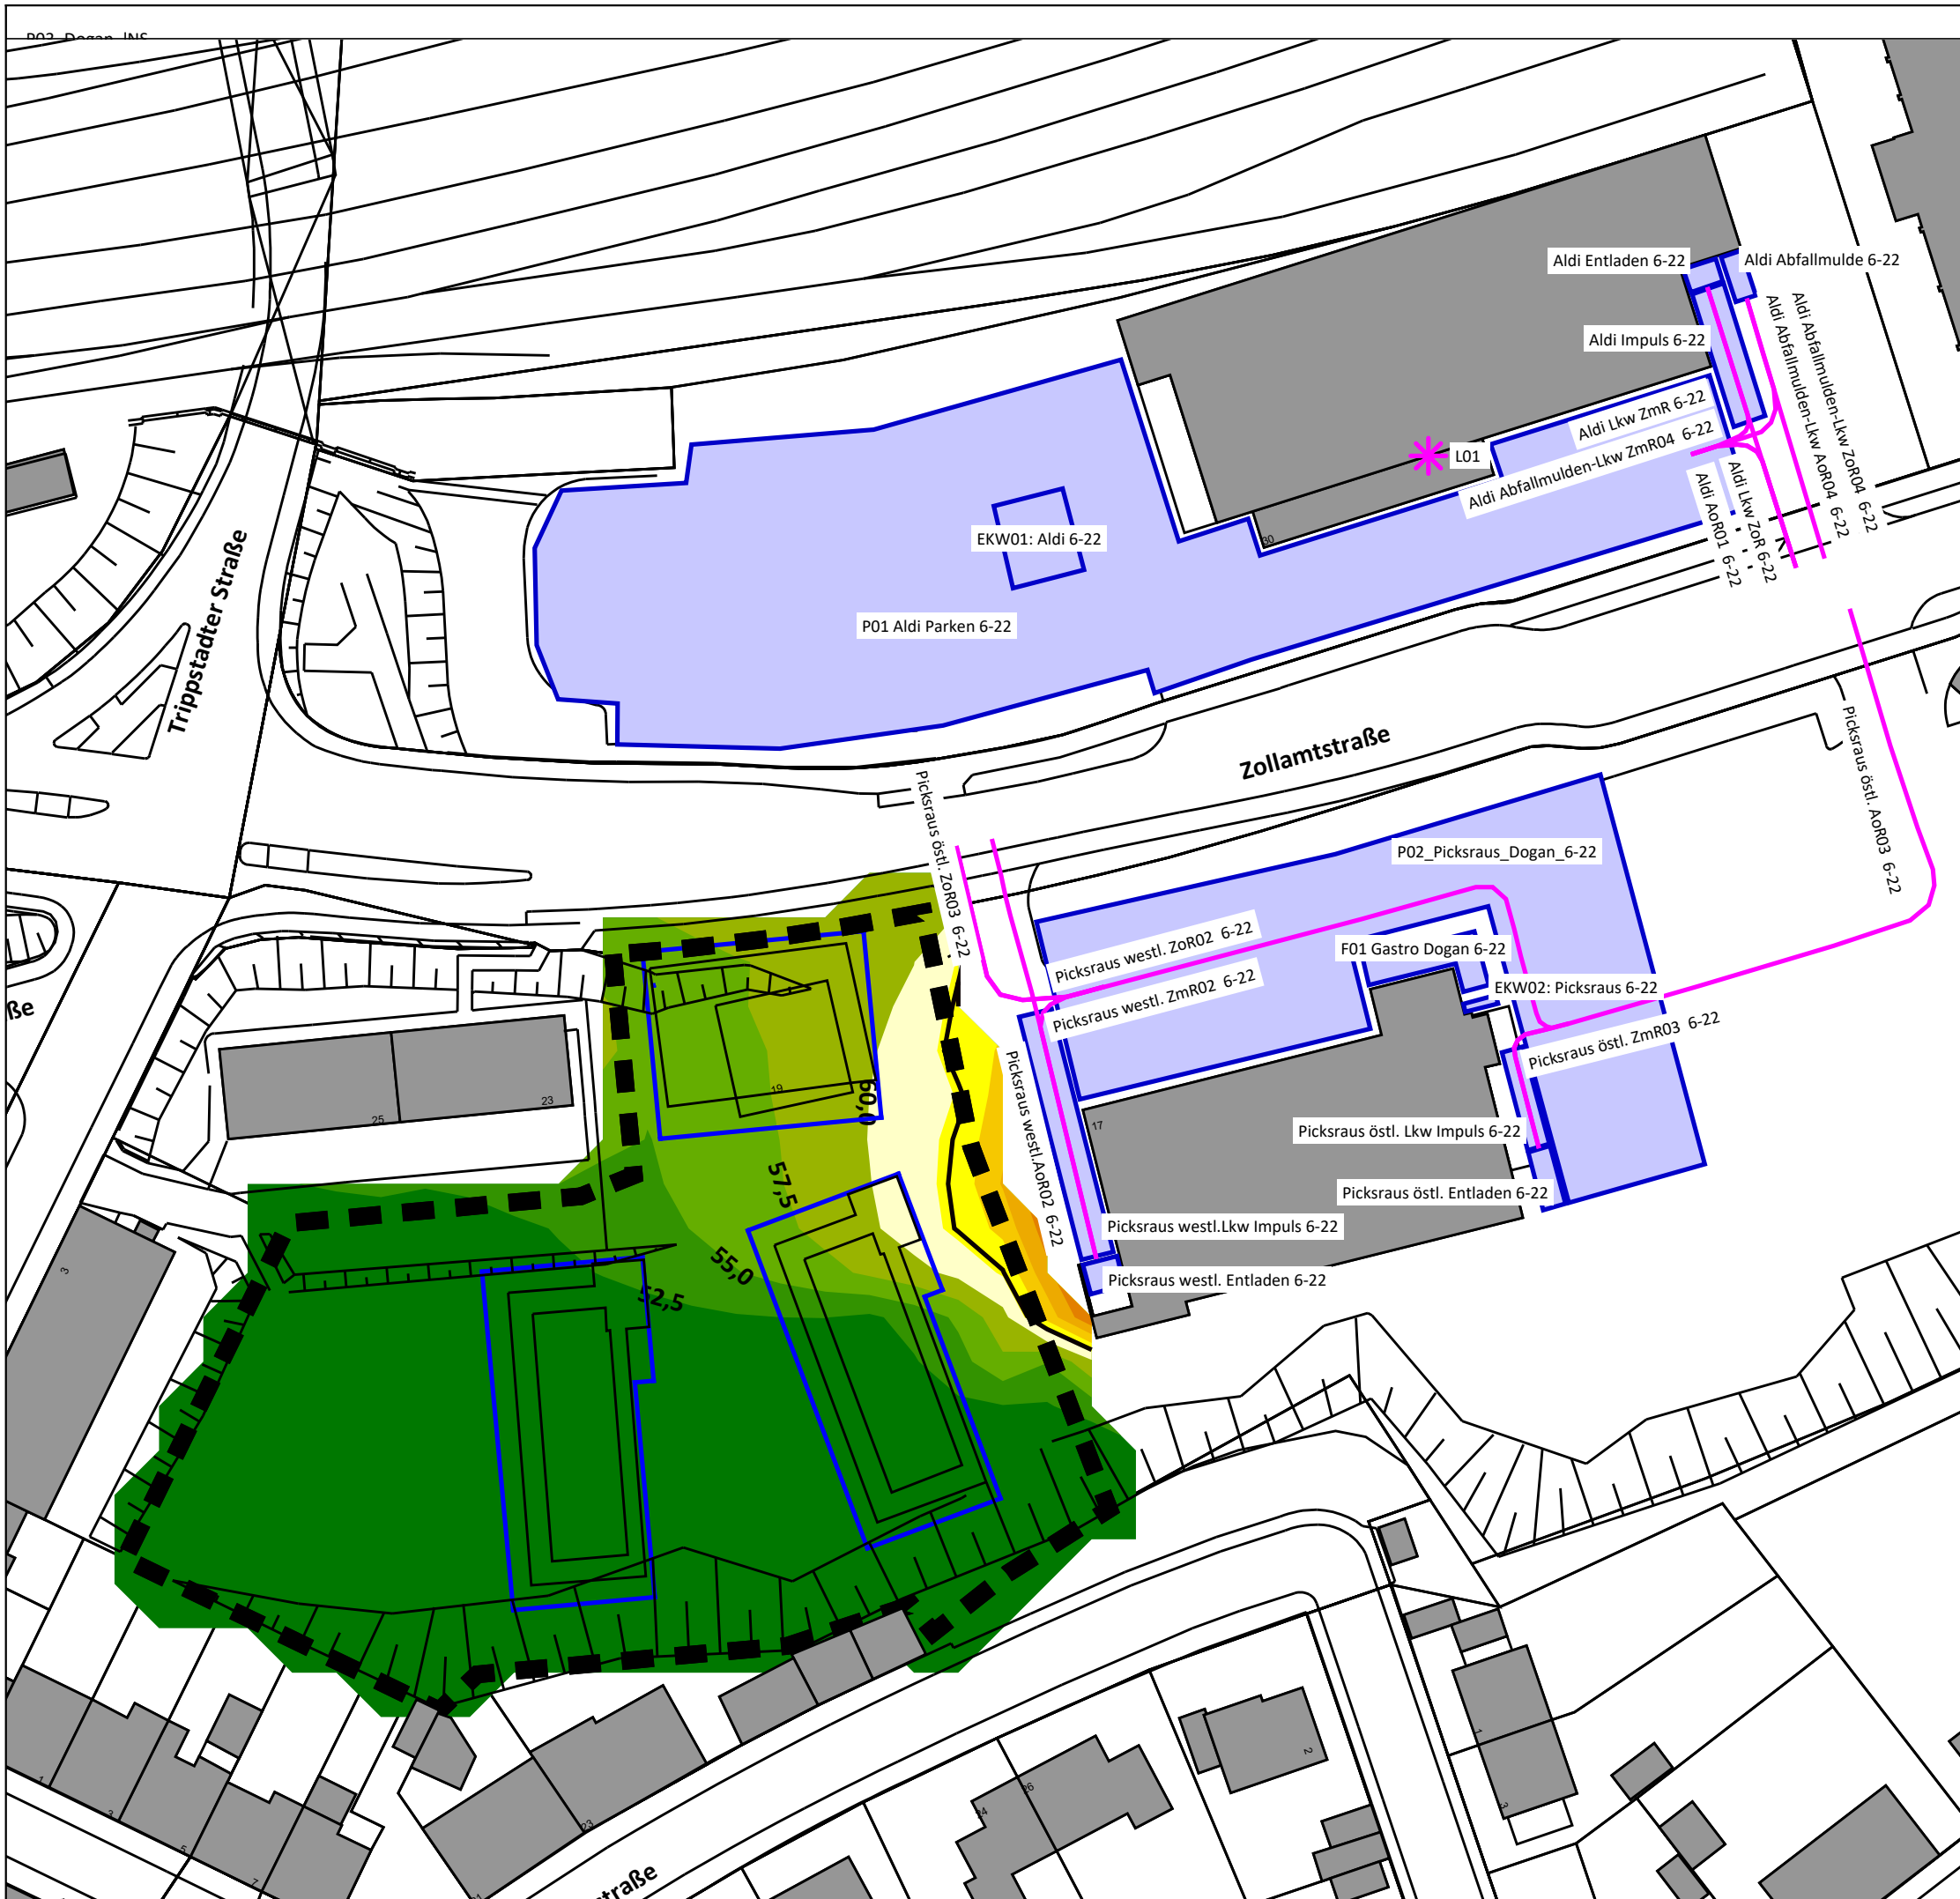 Aldi Entladen 6-22
Aldi Abfallmulde 6-22
Aldi Impuls 6-22
Aldi Abfallmulden-Lkw ZoR04 6-22
Aldi Abfallmulden-Lkw AoR04 6-22
Aldi Lkw ZmR 6-22
Aldi Abfallmulden-Lkw ZmR04 6-22
L01
Aldi Lkw ZoR 6-22
Aldi AoR01 6-22
30
EKW01: Aldi 6-22
P01 Aldi Parken 6-22
Trippstadter Straße
Zollamtstraße
Picksraus östl. AoR03 6-22
Picksraus östl. ZoR03 6-22
P02_Picksraus_Dogan_6-22
Picksraus westl. ZoR02 6-22
F01 Gastro Dogan 6-22
Picksraus westl. ZmR02 6-22
EKW02: Picksraus 6-22
Picksraus östl. ZmR03 6-22
ße
19
60,0
25
23
17
Picksraus westl.AoR02 6-22
Picksraus östl. Lkw Impuls 6-22
57,5
Picksraus östl. Entladen 6-22
Picksraus westl.Lkw Impuls 6-22
55,0
Picksraus westl. Entladen 6-22
52,5
3
1
2
3
26
24
1
3
5
7
23
21
straße